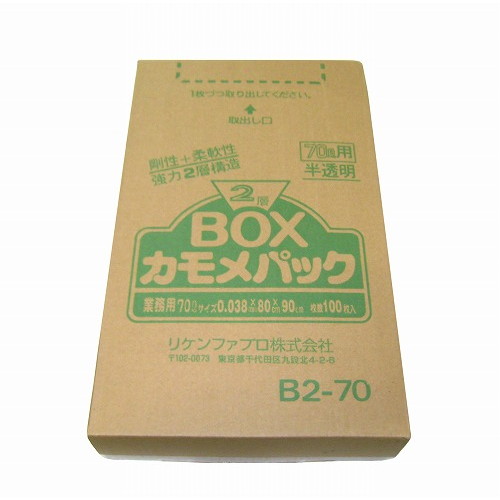 1枚づつ取り出してください。
取出し口
剛性+柔軟性
強力2層構造
70ℓ用
半透明
2層
BOX
カモメパック
業務用70ℓサイズ0.038㎜×80㎝×90㎝ 枚数100枚入
リケンファブロ株式会社
〒102-0073 東京都千代田区九段北4-2-6
B2-70